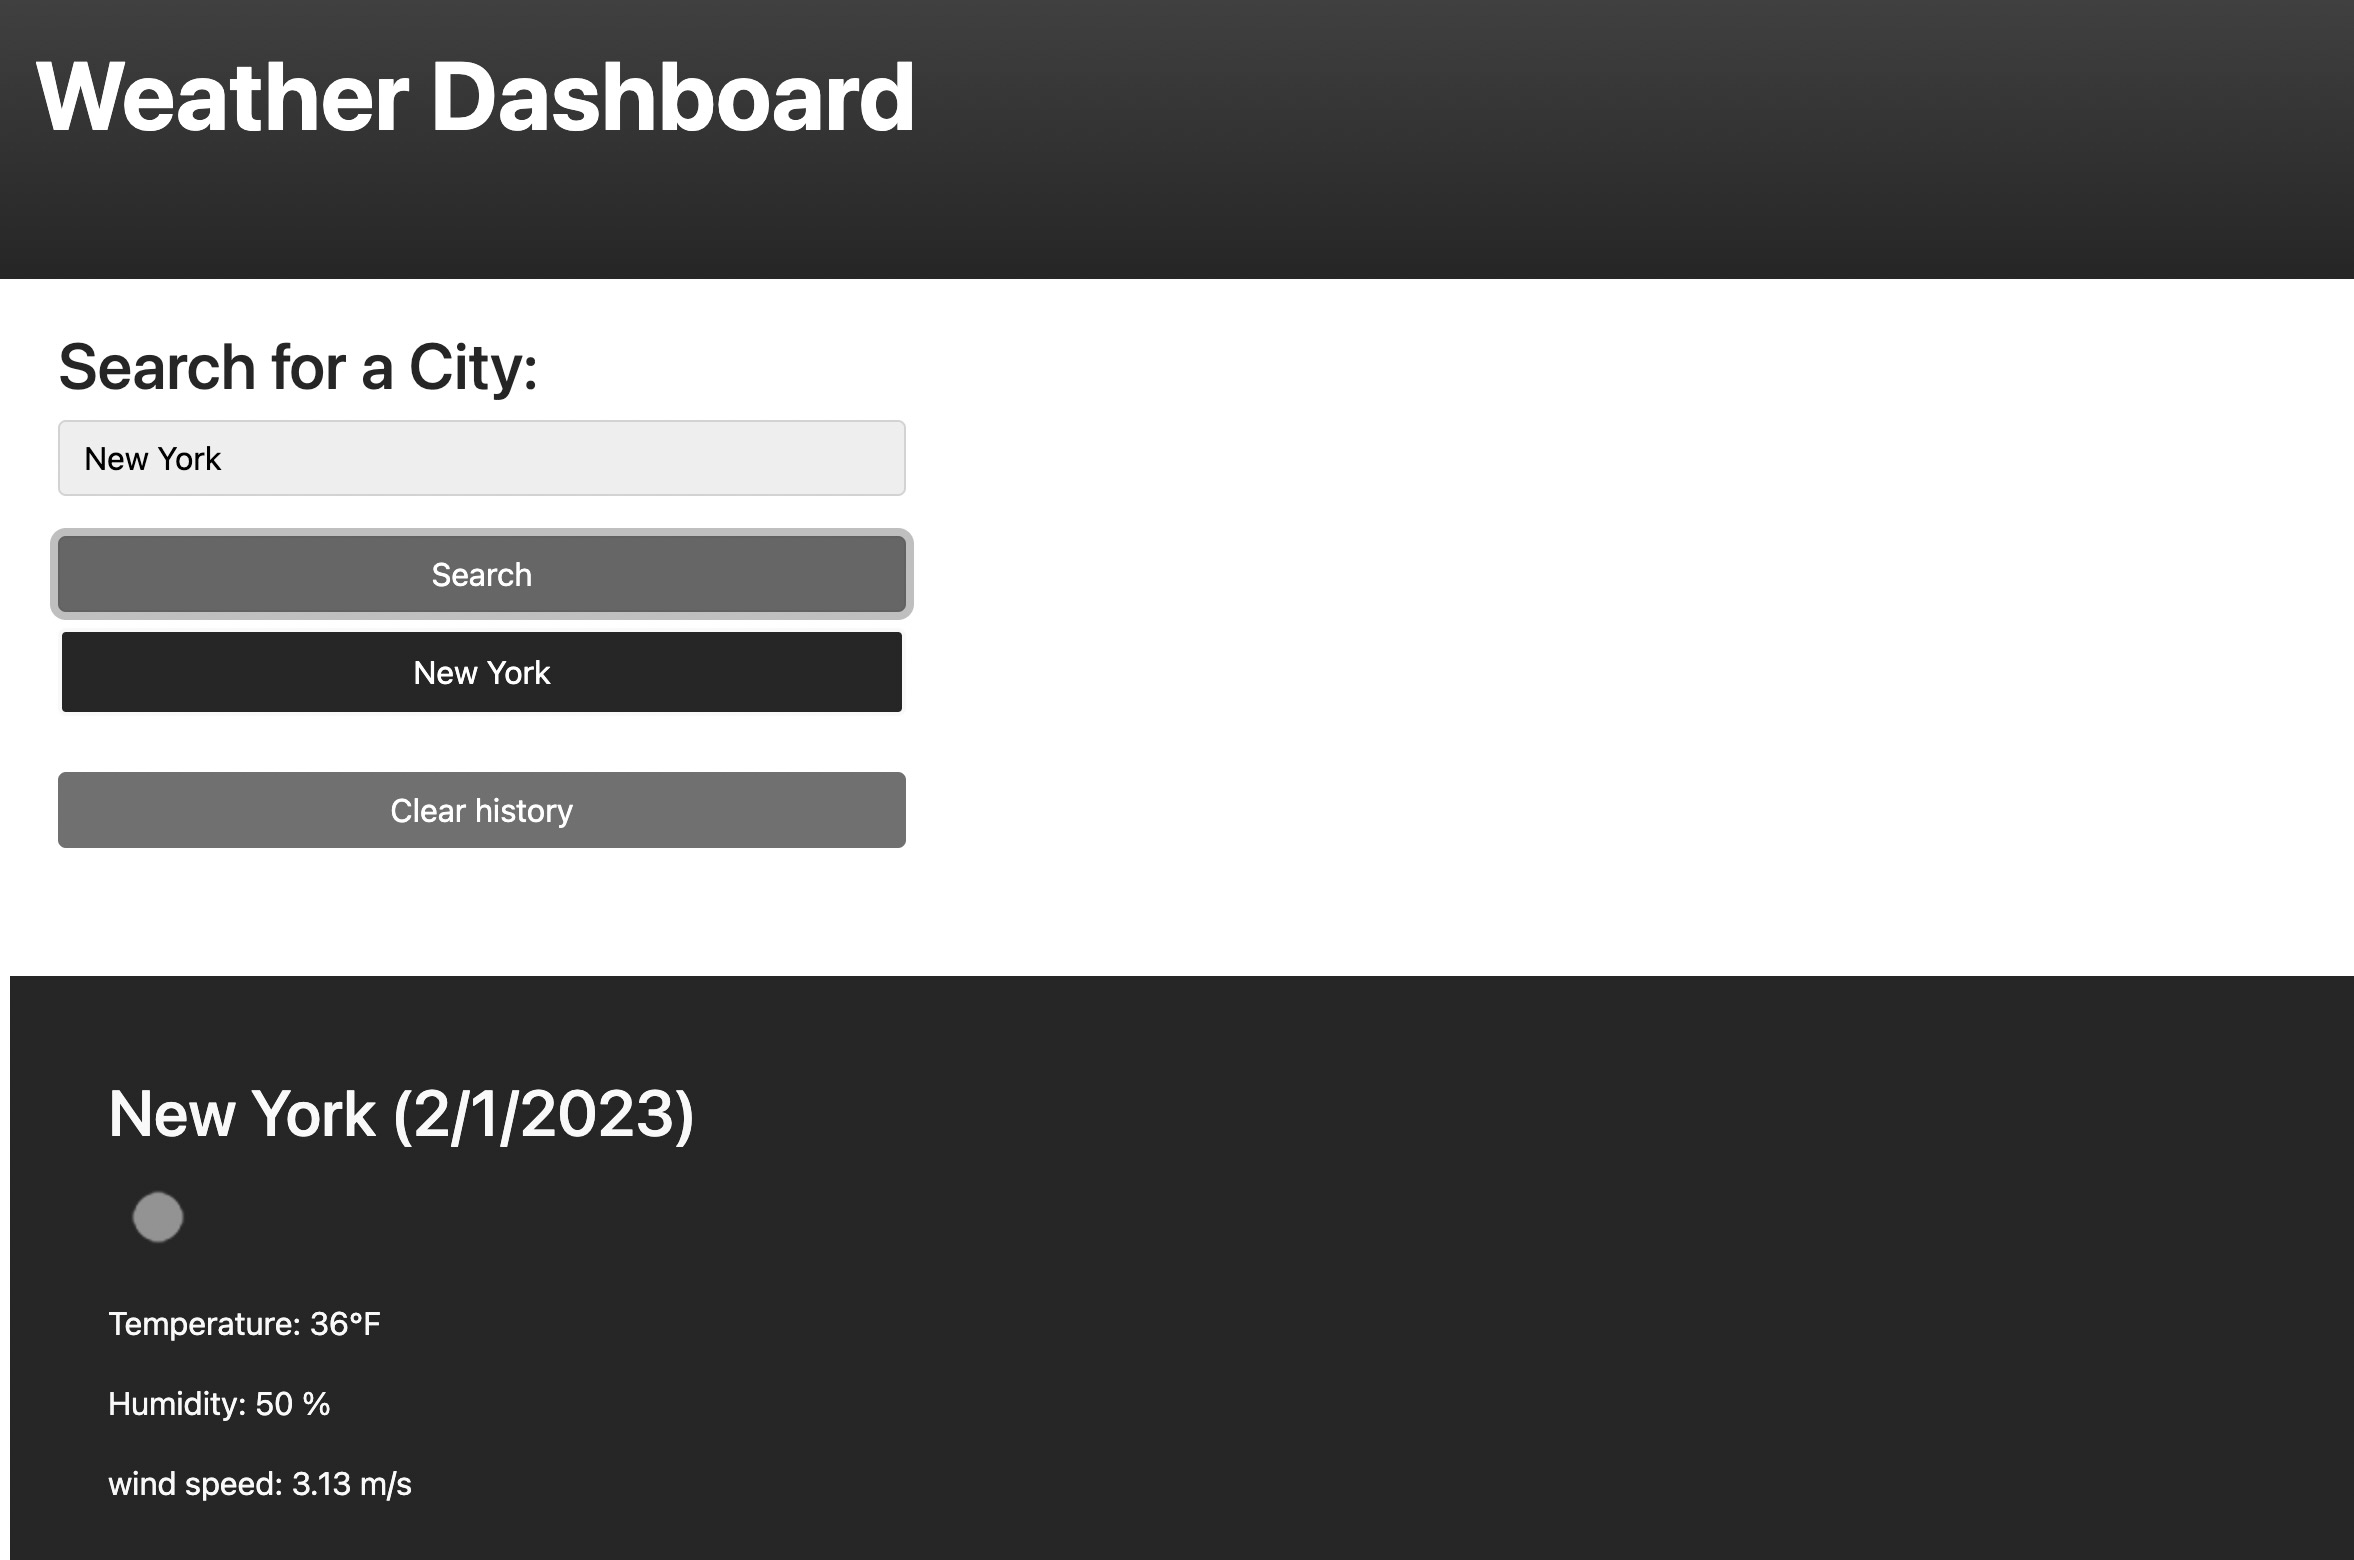 Weather Dashboard
Search for a City:
New York
Search
New York
Clear history
New York (2/1/2023)
Temperature: 36°F
Humidity: 50 %
wind speed: 3.13 m/s